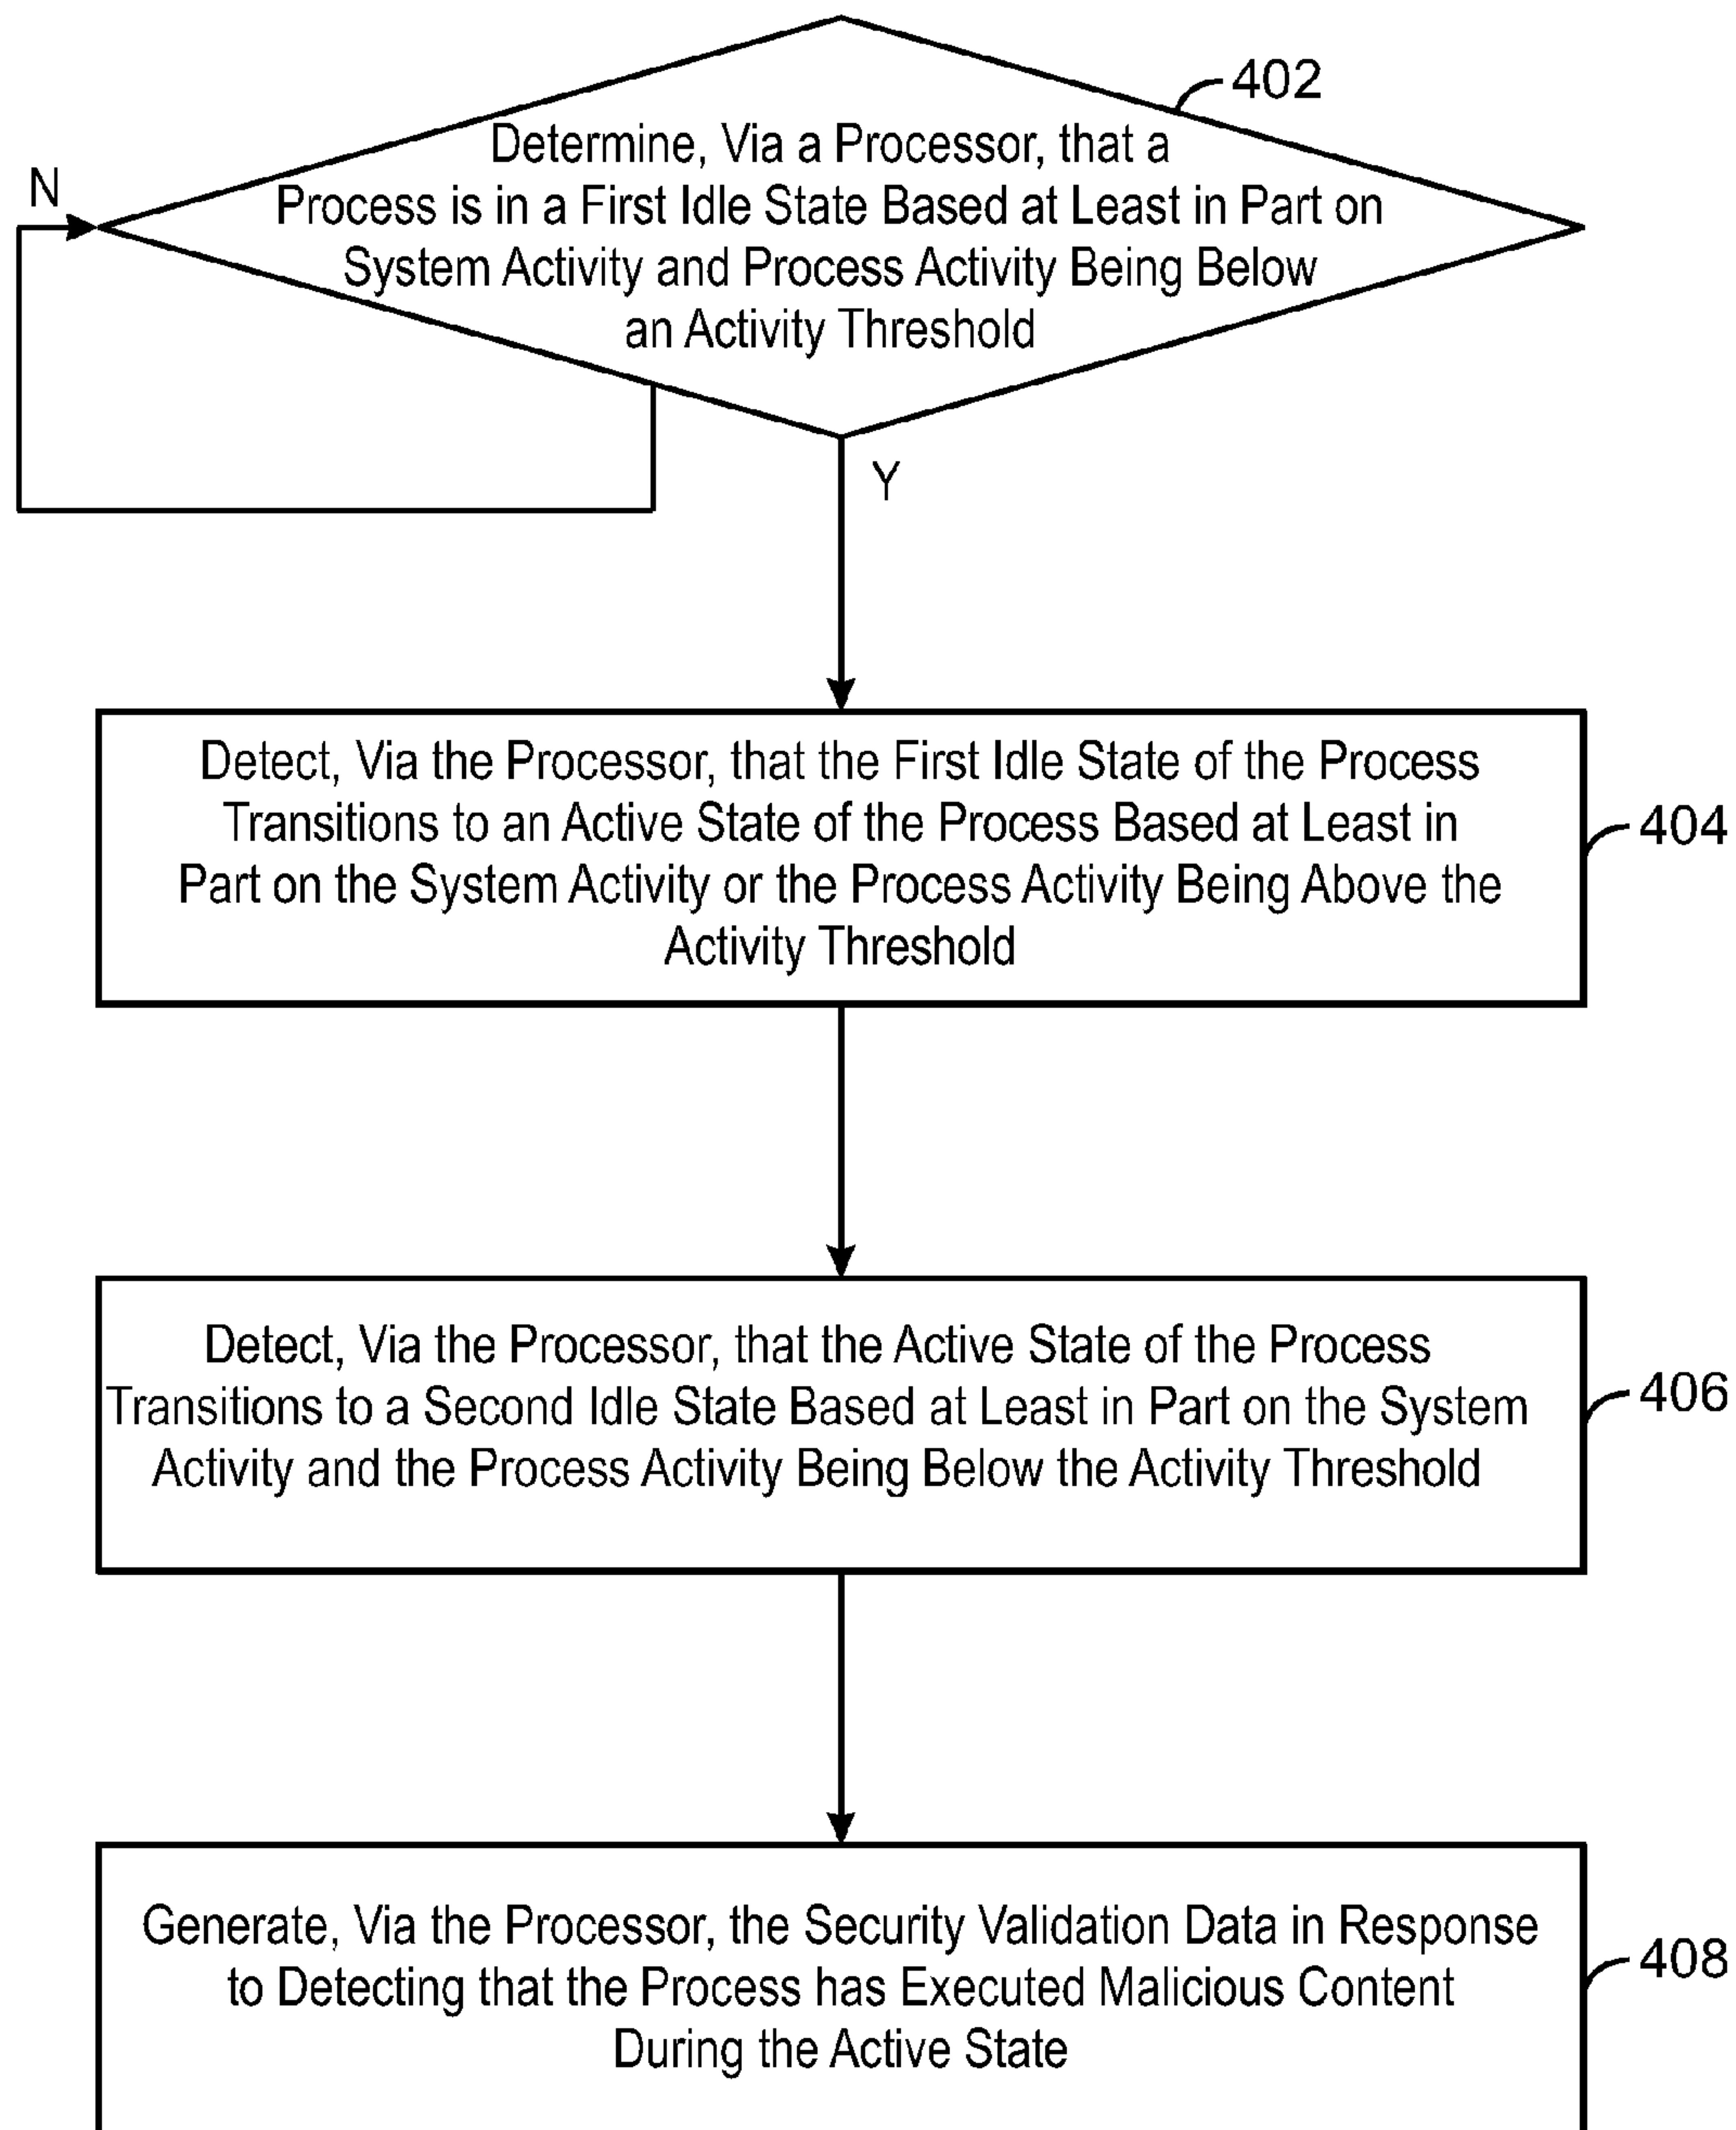 402
Determine, Via a Processor, that a
Process is in a First Idle State Based at Least in Part on
System Activity and Process Activity Being Below
an Activity Threshold
N
Y
Detect, Via the Processor, that the First Idle State of the Process
Transitions to an Active State of the Process Based at Least in
Part on the System Activity or the Process Activity Being Above the
Activity Threshold
404
Detect, Via the Processor, that the Active State of the Process
Transitions to a Second Idle State Based at Least in Part on the System
Activity and the Process Activity Being Below the Activity Threshold
406
Generate, Via the Processor, the Security Validation Data in Response
to Detecting that the Process has Executed Malicious Content
During the Active State
408